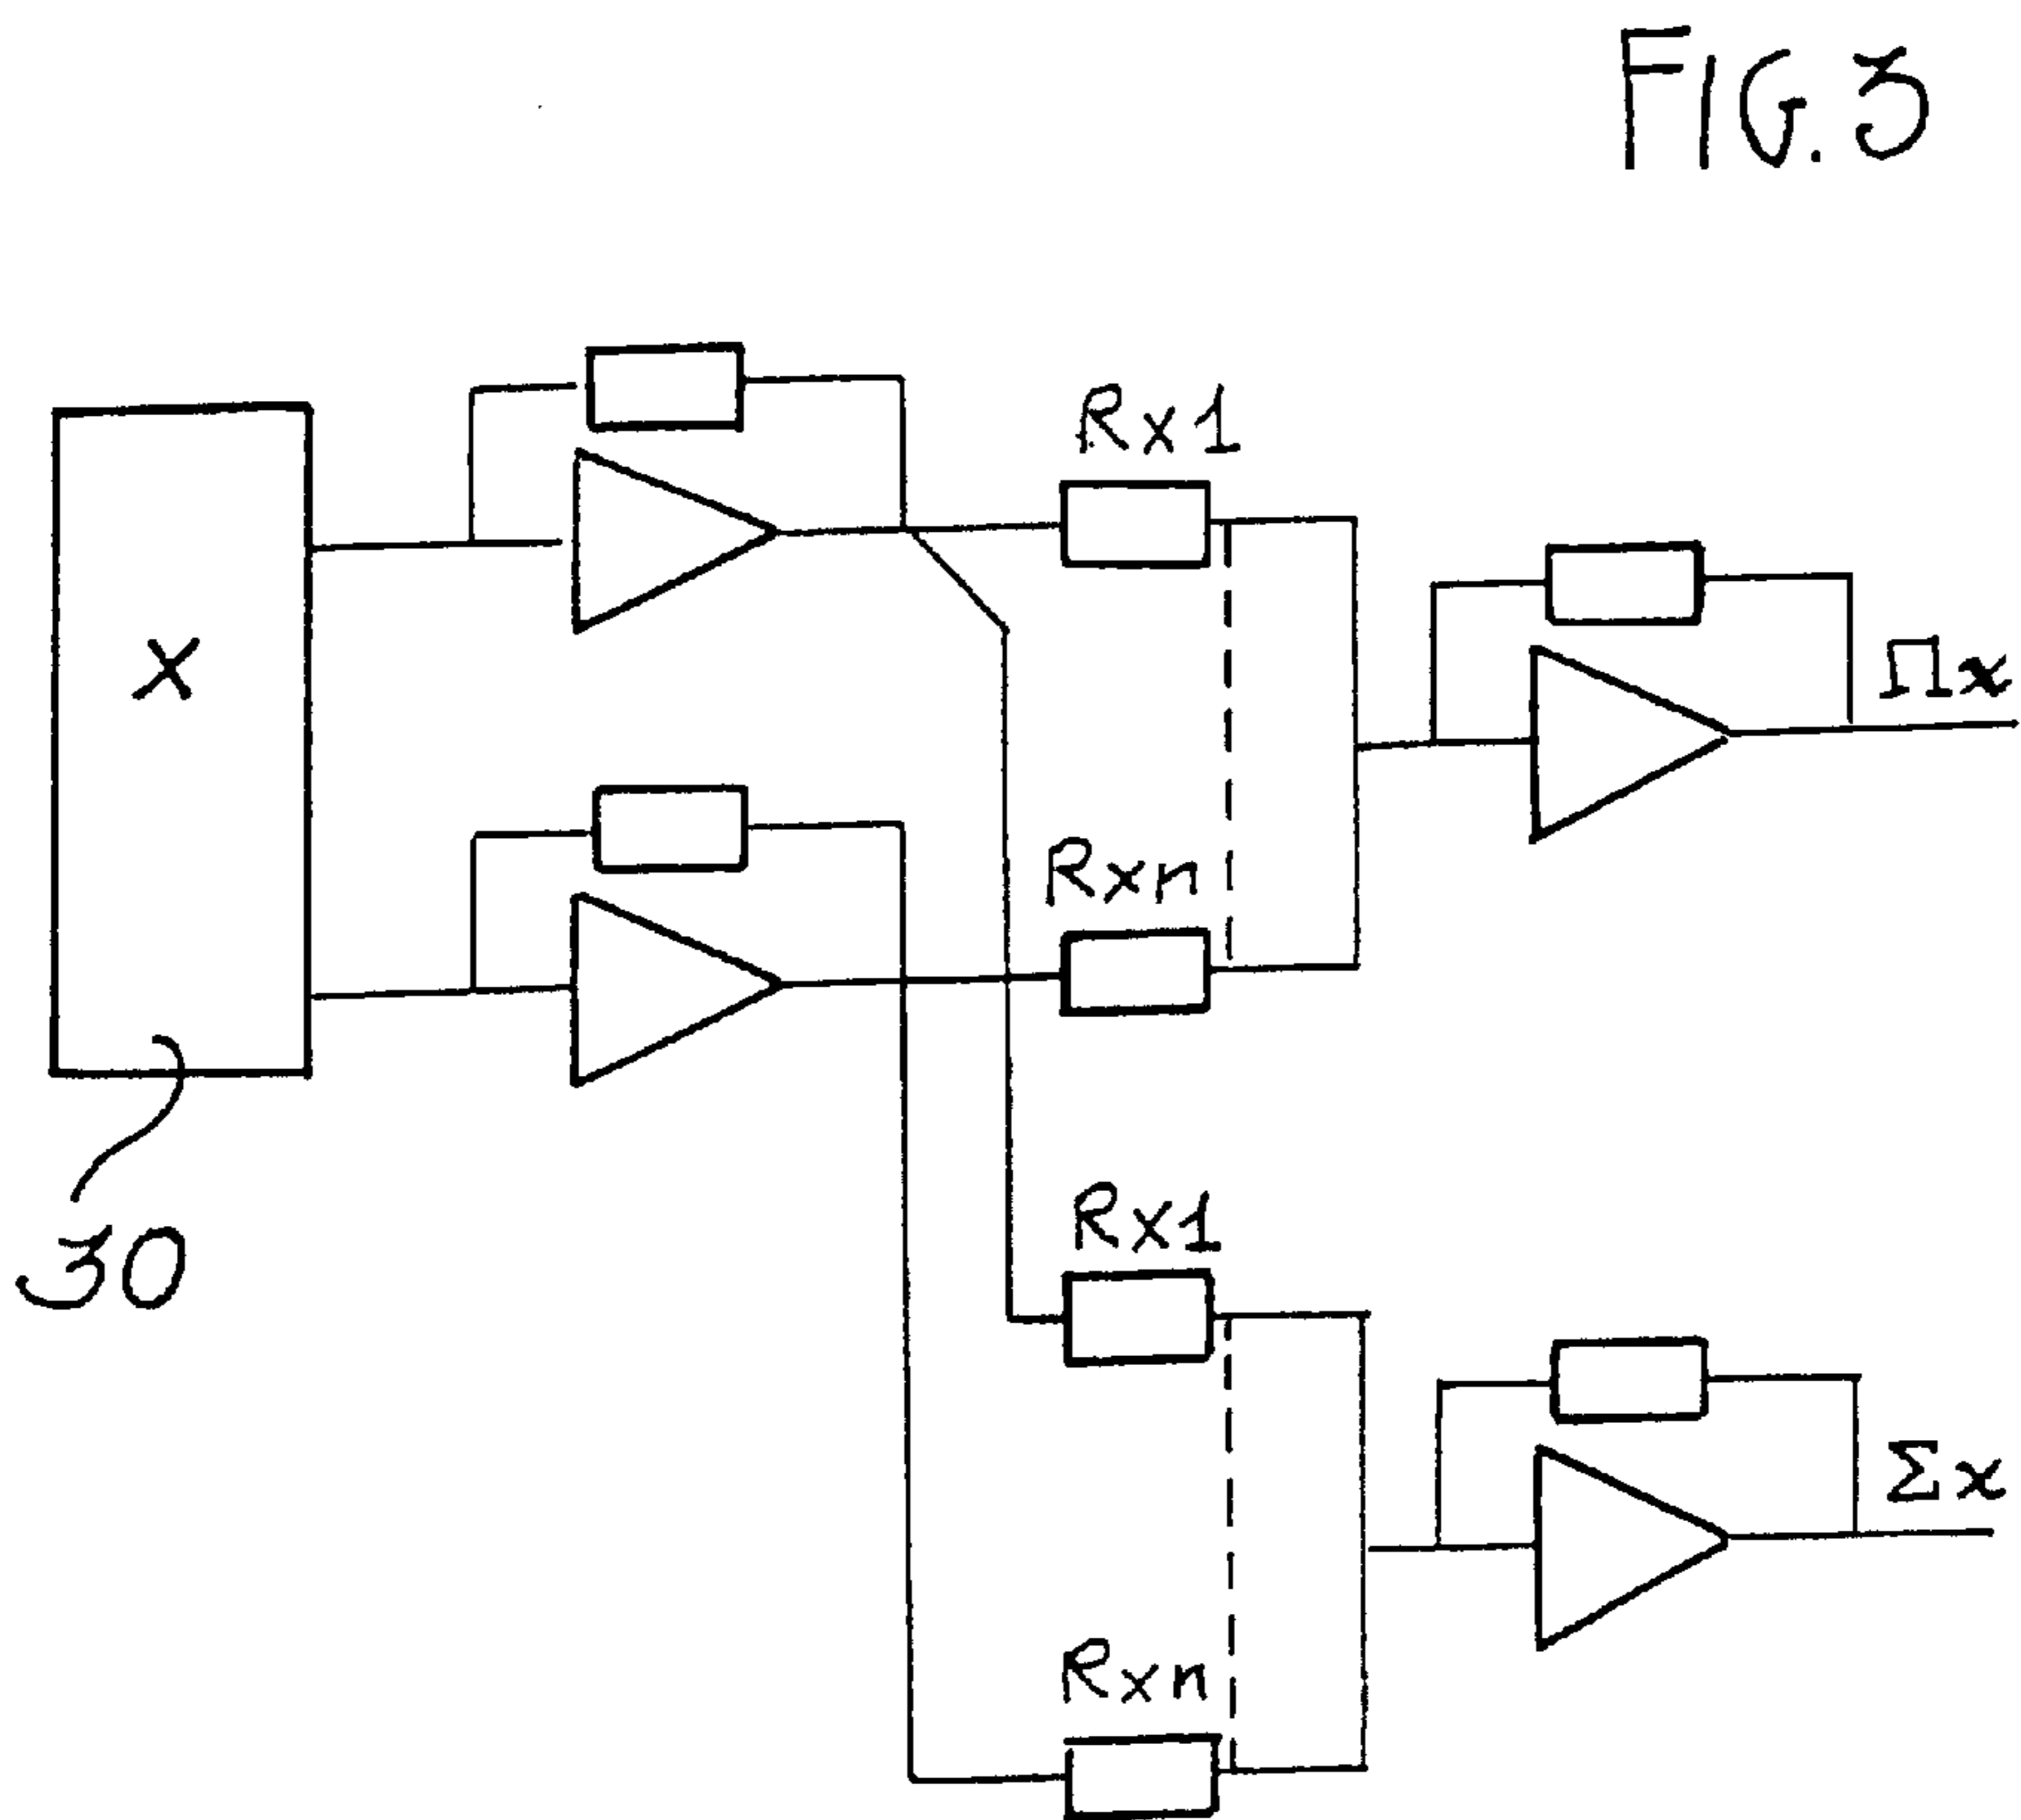 FIG. 3
Rx1
X
Πx
Rxn
Rx1
30
Σx
Rxn